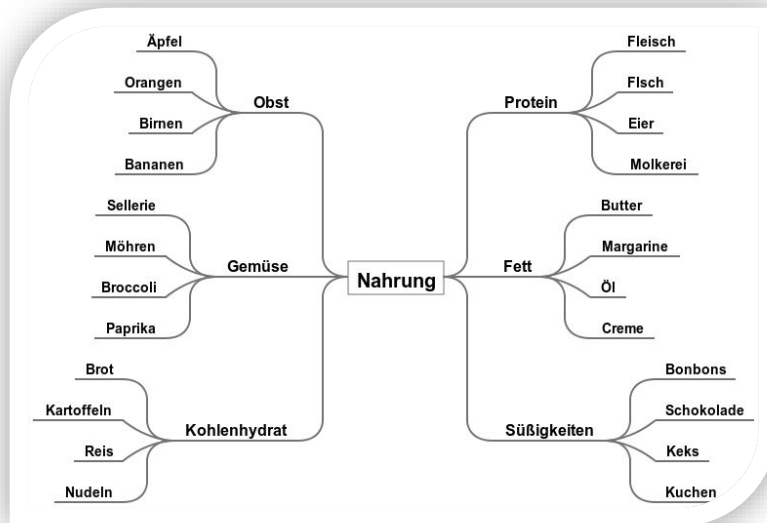 Nahrung
Obst
Äpfel
Orangen
Birnen
Bananen
Gemüse
Sellerie
Möhren
Broccoli
Paprika
Kohlenhydrat
Brot
Kartoffeln
Reis
Nudeln
Protein
Fleisch
FIsch
Eier
Molkerei
Fett
Butter
Margarine
Öl
Creme
Süßigkeiten
Bonbons
Schokolade
Keks
Kuchen